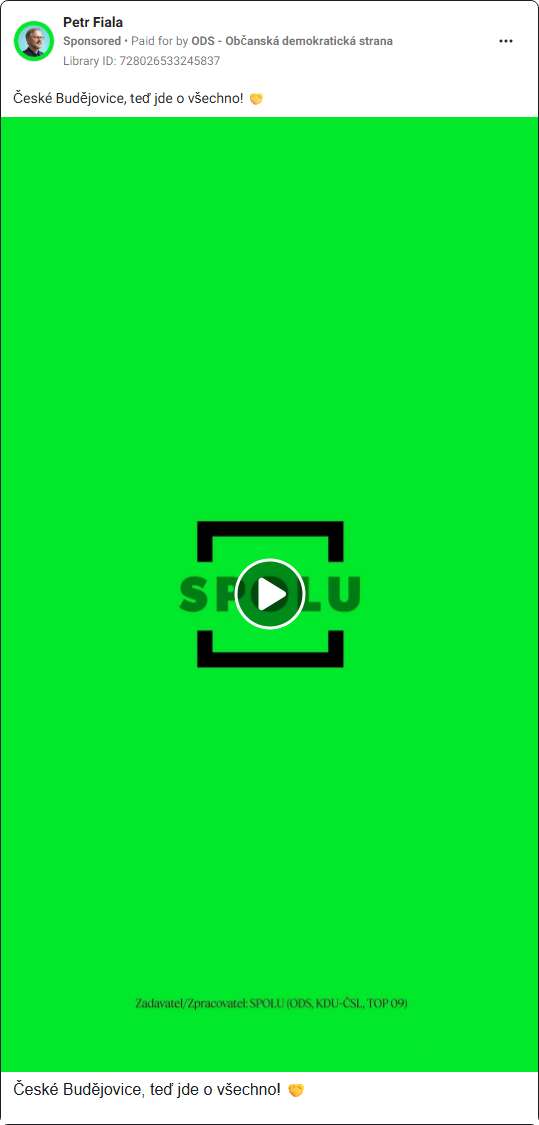 Petr Fiala
Sponsored • Paid for by ODS - Občanská demokratická strana
Library ID: 728026533245837
České Budějovice, teď jde o všechno! 🤝
SPOLU
Zadavatel/Zpracovatel: SPOLU (ODS, KDU-ČSL, TOP 09)
České Budějovice, teď jde o všechno! 🤝